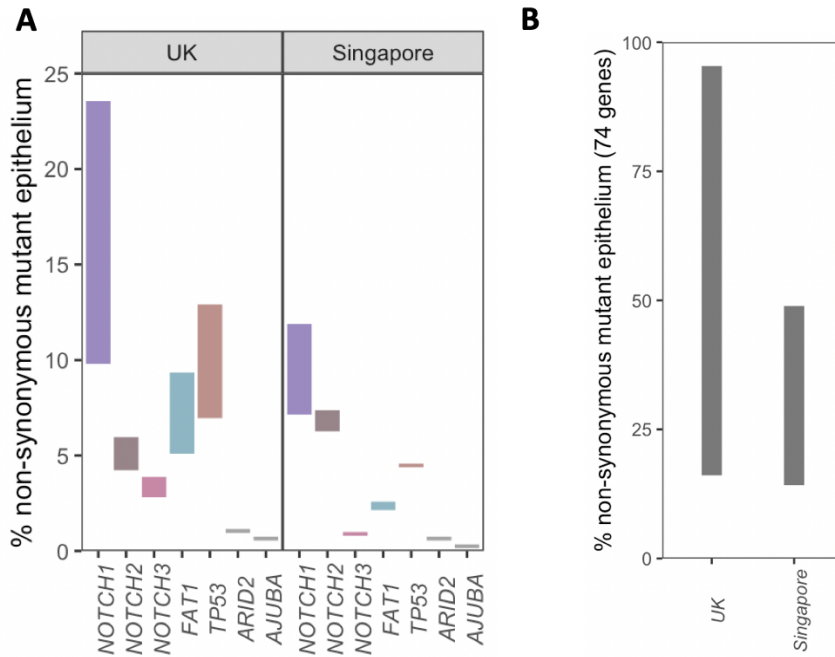 A
UK
Singapore
% non-synonymous mutant epithelium
25
20
15
10
5
0
NOTCH1
NOTCH2
NOTCH3
FAT1
TP53
ARID2
AJUBA
NOTCH1
NOTCH2
NOTCH3
FAT1
TP53
ARID2
AJUBA
B
% non-synonymous mutant epithelium (74 genes)
100
75
50
25
0
UK
Singapore